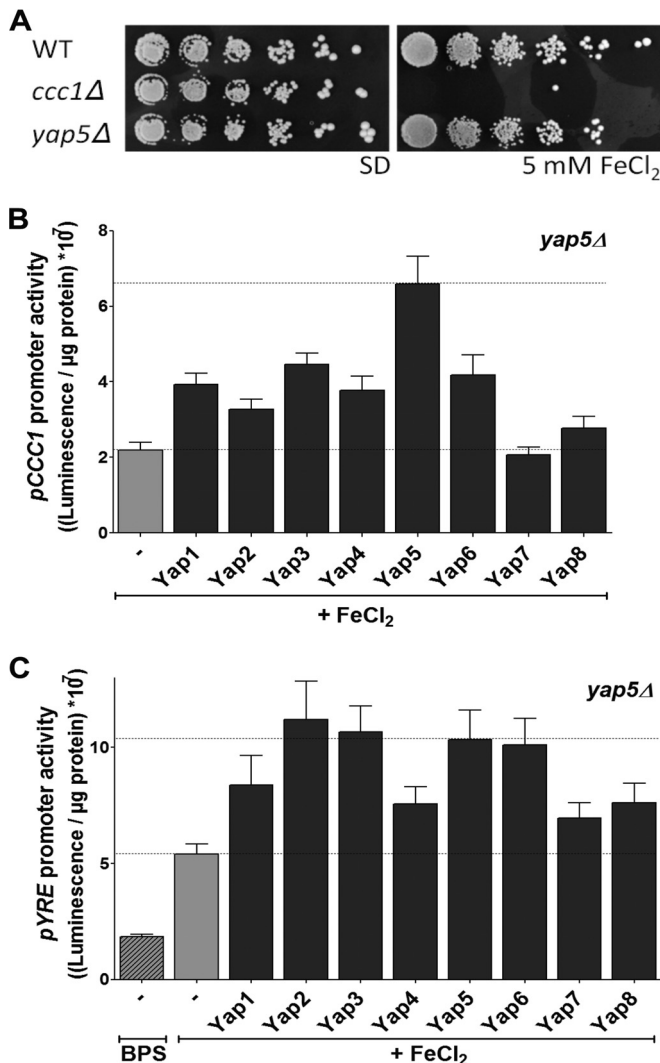 A
WT
ccc1Δ
yap5Δ
SD
5 mM FeCl₂
B
yap5Δ
pCCC1 promoter activity
((Luminescence / µg protein) *10⁷)
8
6
4
2
0
-
Yap1
Yap2
Yap3
Yap4
Yap5
Yap6
Yap7
Yap8
+ FeCl₂
C
yap5Δ
pYRE promoter activity
((Luminescence / µg protein) *10⁷)
10
5
0
-
-
Yap1
Yap2
Yap3
Yap4
Yap5
Yap6
Yap7
Yap8
BPS
+ FeCl₂